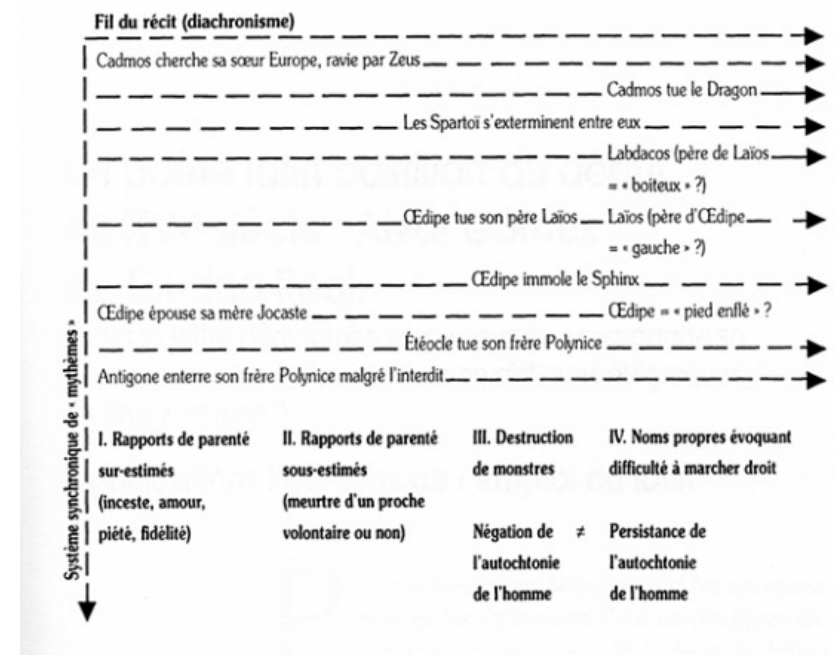 Fil du récit (diachronisme)
Cadmos cherche sa sœur Europe, ravie par Zeus
Cadmos tue le Dragon
Les Spartoï s'exterminent entre eux
Labdacos (père de Laïos
= « boiteux » ?)
Œdipe tue son père Laïos Laïos (père d'Œdipe
= « gauche » ?)
Œdipe immole le Sphinx
Œdipe épouse sa mère Jocaste Œdipe = « pied enflé » ?
Étéocle tue son frère Polynice
Antigone enterre son frère Polynice malgré l'interdit
Système synchronique de « mythèmes »
I. Rapports de parenté
sur-estimés
(inceste, amour,
piété, fidélité)
II. Rapports de parenté
sous-estimés
(meurtre d'un proche
volontaire ou non)
III. Destruction
de monstres
IV. Noms propres évoquant
difficulté à marcher droit
Négation de ≠ Persistance de
l'autochtonie l'autochtonie
de l'homme de l'homme